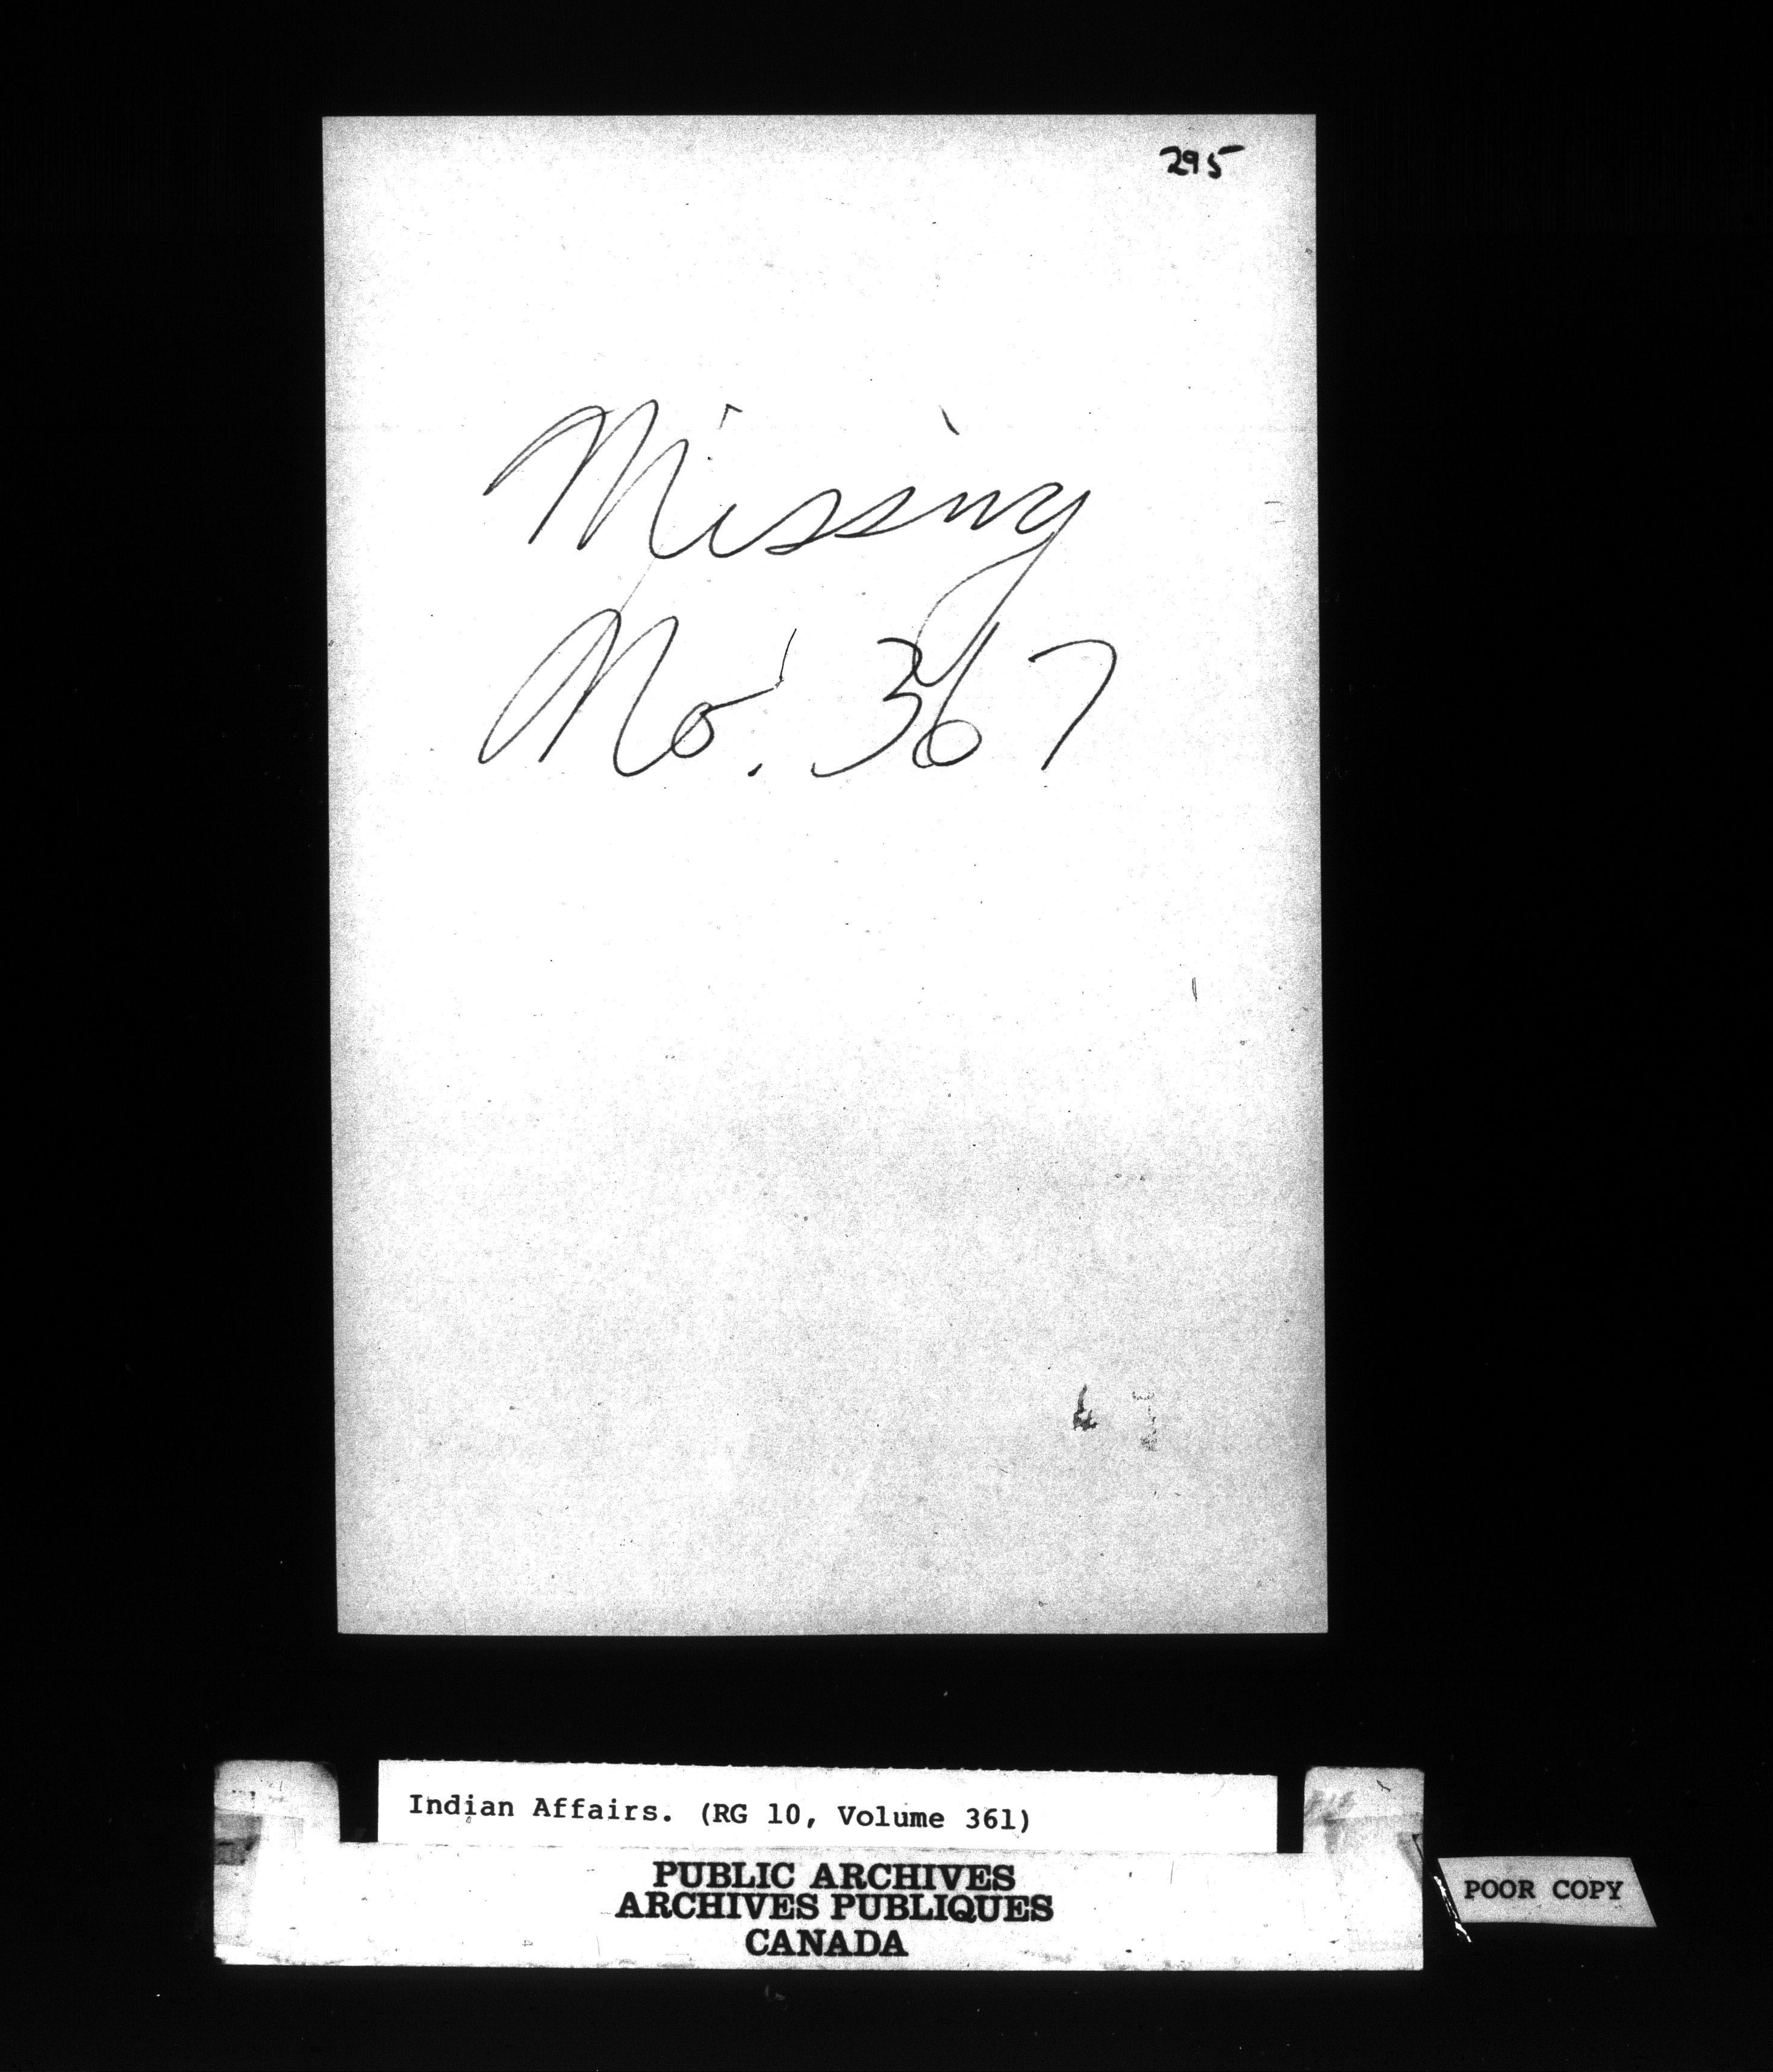 295
Missing
No. 367
Indian Affairs. (RG 10, Volume 361)
PUBLIC ARCHIVES
ARCHIVES PUBLIQUES
CANADA
POOR COPY